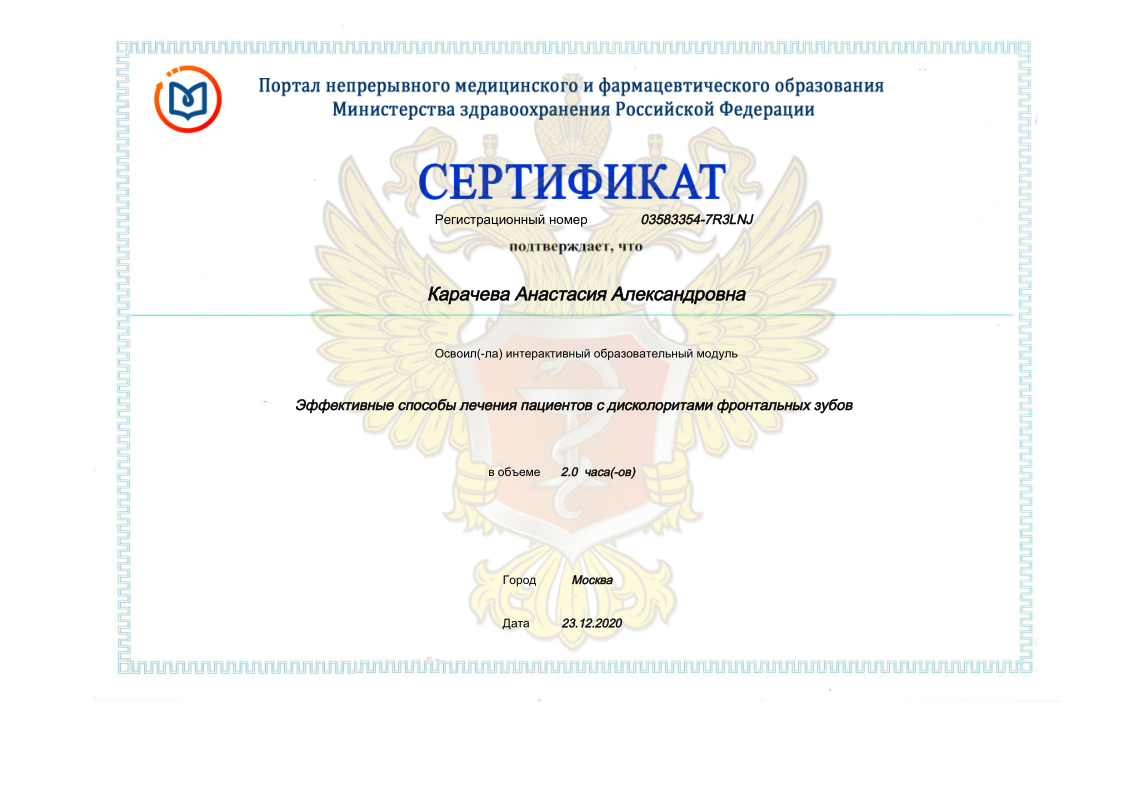 Портал непрерывного медицинского и фармацевтического образования
Министерства здравоохранения Российской Федерации
СЕРТИФИКАТ
Регистрационный номер 03583354-7R3LNJ
подтверждает, что
Карачева Анастасия Александровна
Освоил(-ла) интерактивный образовательный модуль
Эффективные способы лечения пациентов с дисколоритами фронтальных зубов
в объеме 2.0 часа(-ов)
Город Москва
Дата 23.12.2020